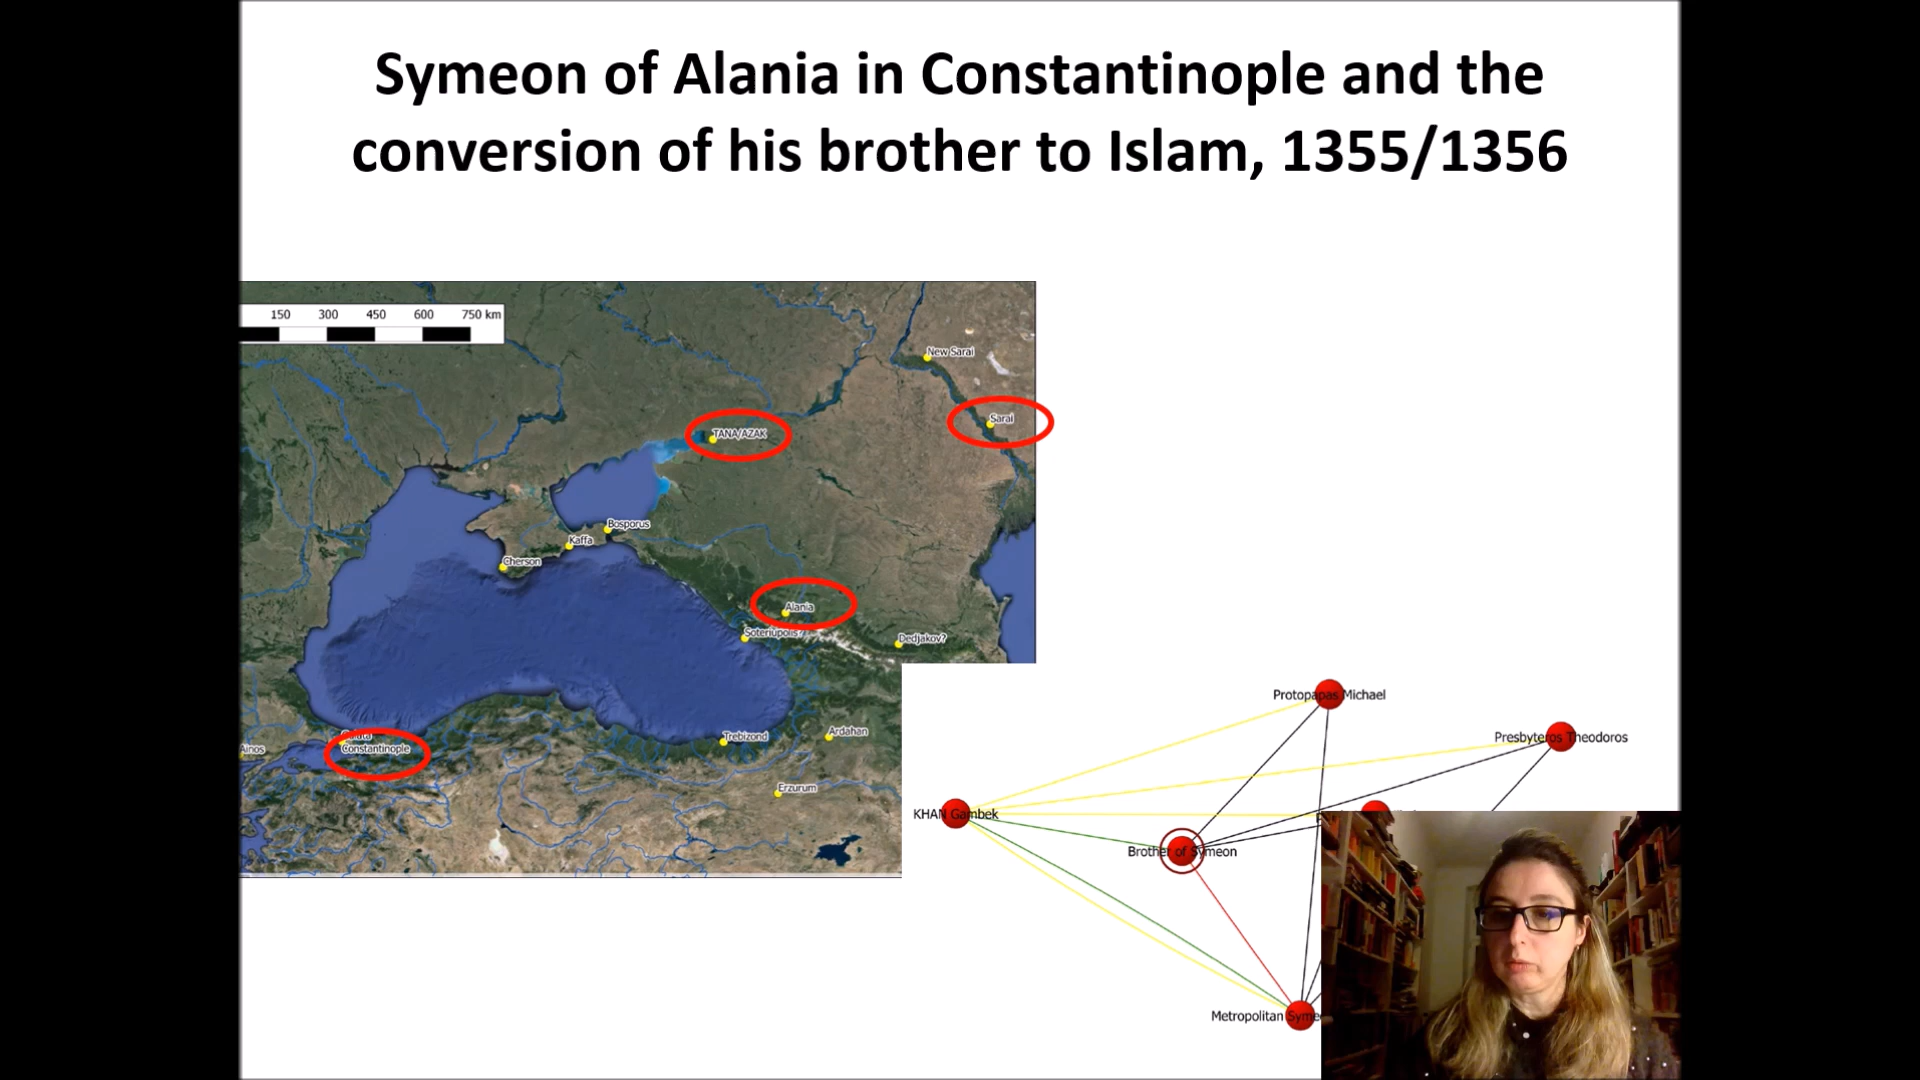 Symeon of Alania in Constantinople and the
conversion of his brother to Islam, 1355/1356
150 300 450 600 750 km
New Sarai
Sarai
TANA/AZAK
Bosporus
Kaffa
Cherson
Alania
Soteriupolis?
Dedjakov?
Constantinople
Ainos
Trebizond
Ardahan
Erzurum
Protopapas Michael
Presbyteros Theodoros
KHAN Gambek
Brother of Symeon
Metropolitan Syme